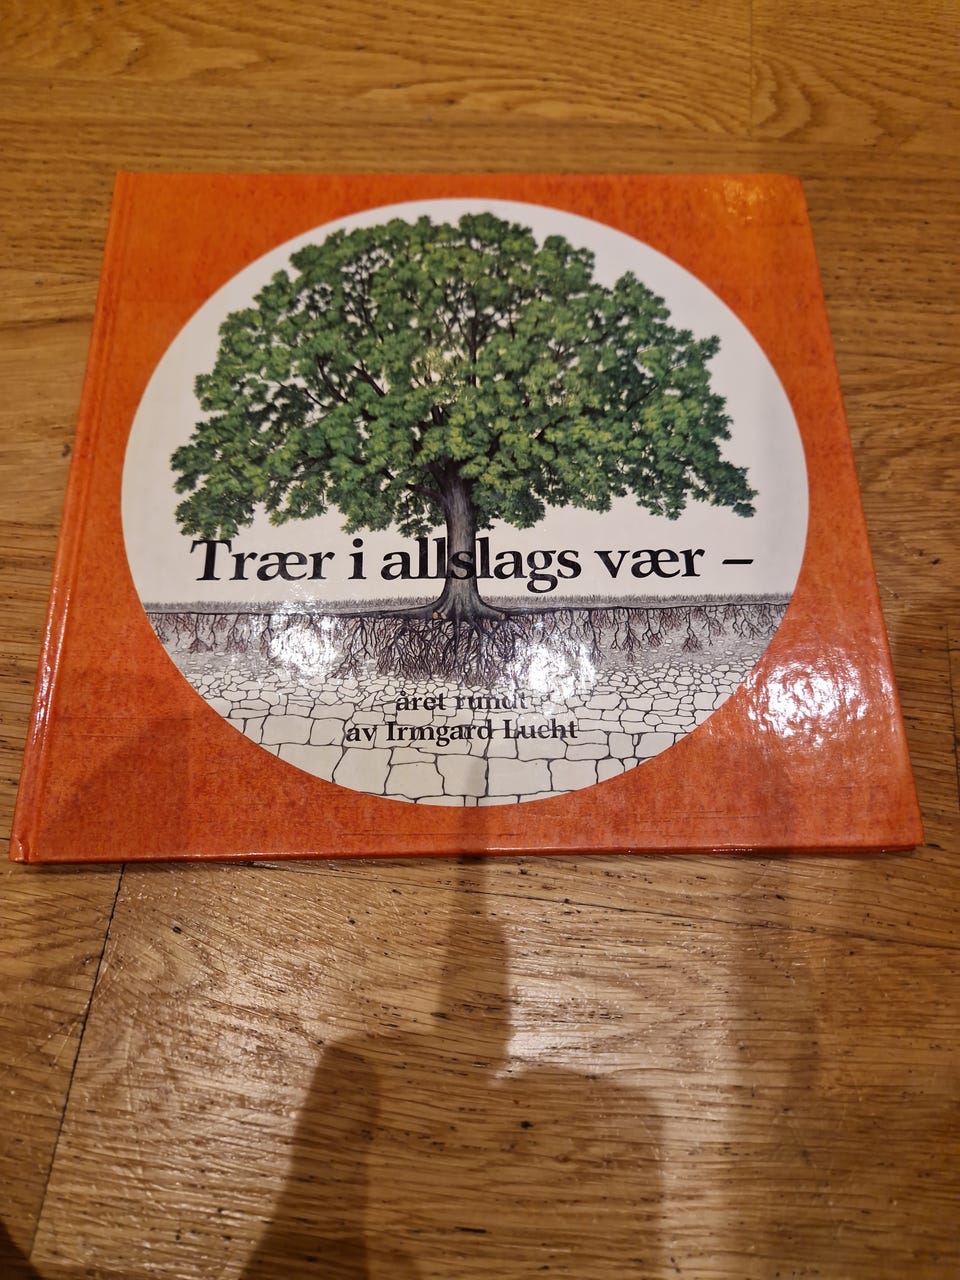 Trær i allslags vær –
året rundt
av Irmgard Lucht